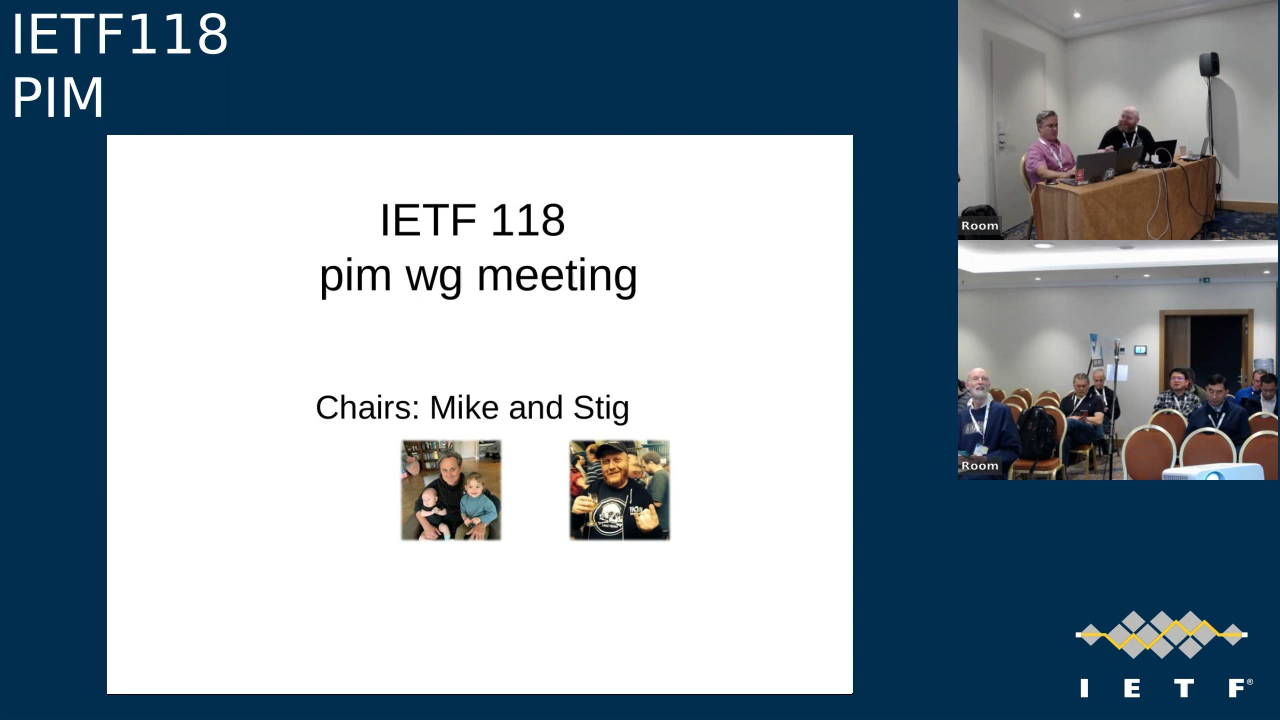 IETF118
PIM
IETF 118
pim wg meeting
Chairs: Mike and Stig
Room
Room
I E T F®